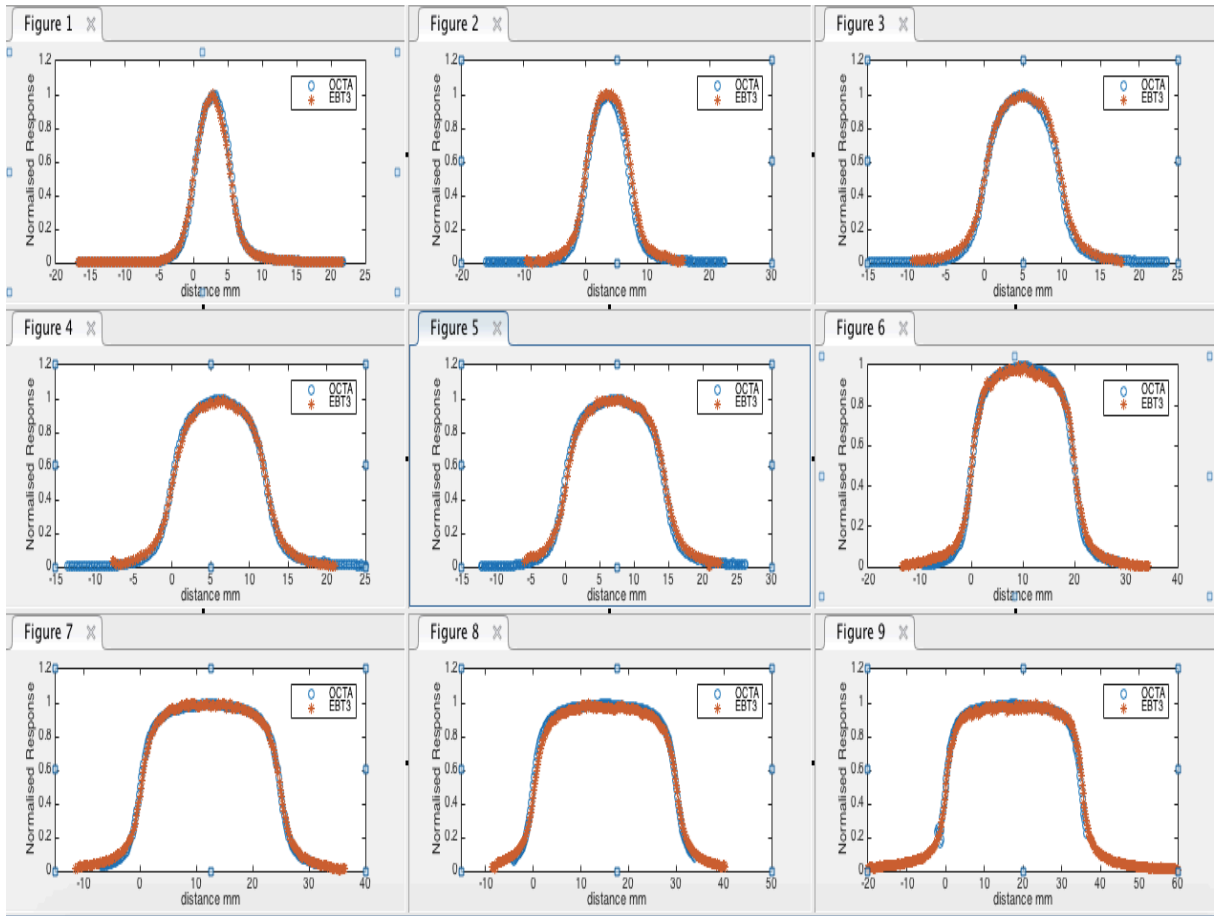 Figure 1
Normalised Response
1.2
1
0.8
0.6
0.4
0.2
0
-20 -15 -10 -5 0 5 10 15 20 25
distance mm
OCTA
EBT3
Figure 2
Normalised Response
1.2
1
0.8
0.6
0.4
0.2
0
-20 -10 0 10 20 30
distance mm
OCTA
EBT3
Figure 3
Normalised Response
1.2
1
0.8
0.6
0.4
0.2
0
-15 -10 -5 0 5 10 15 20 25
distance mm
OCTA
EBT3
Figure 4
Normalised Response
1.2
1
0.8
0.6
0.4
0.2
0
-15 -10 -5 0 5 10 15 20 25
distance mm
OCTA
EBT3
Figure 5
Normalised Response
1.2
1
0.8
0.6
0.4
0.2
0
-15 -10 -5 0 5 10 15 20 25 30
distance mm
OCTA
EBT3
Figure 6
Normalised Response
1
0.8
0.6
0.4
0.2
0
-20 -10 0 10 20 30 40
distance mm
OCTA
EBT3
Figure 7
Normalised Response
1.2
1
0.8
0.6
0.4
0.2
0
-10 0 10 20 30 40
distance mm
OCTA
EBT3
Figure 8
Normalised Response
1.2
1
0.8
0.6
0.4
0.2
0
-10 0 10 20 30 40 50
distance mm
OCTA
EBT3
Figure 9
Normalised Response
1.2
1
0.8
0.6
0.4
0.2
0
-20 -10 0 10 20 30 40 50 60
distance mm
OCTA
EBT3